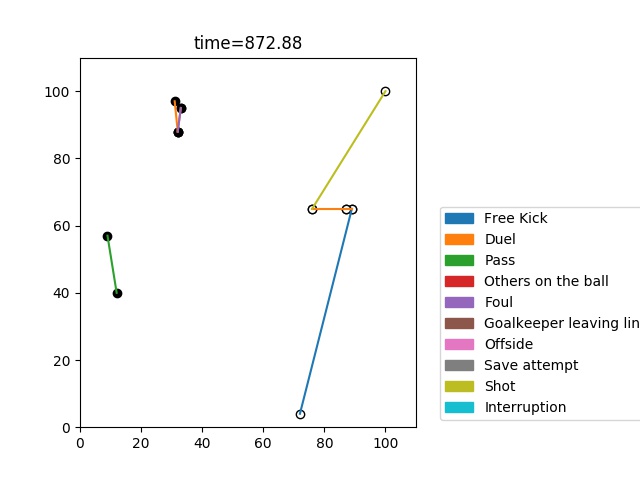 time=872.88
100
80
60
40
20
0
0 20 40 60 80 100
Free Kick
Duel
Pass
Others on the ball
Foul
Goalkeeper leaving lin
Offside
Save attempt
Shot
Interruption